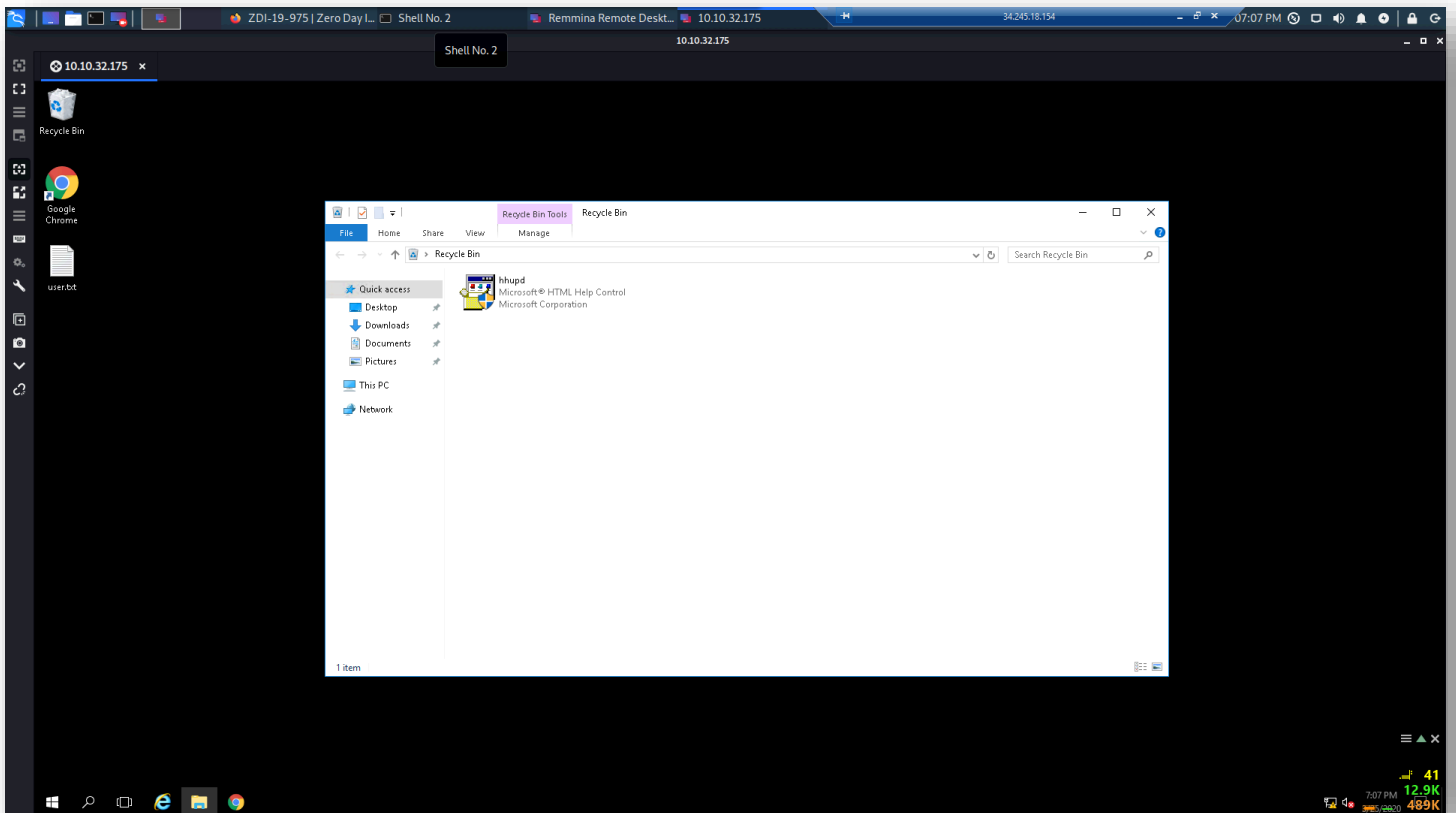 ZDI-19-975 | Zero Day I... Shell No. 2 Remmina Remote Deskt... 10.10.32.175 34.245.18.154 07:07 PM
10.10.32.175
Shell No. 2
10.10.32.175
Recycle Bin
Google
Chrome
user.txt
Recycle Bin Tools Recycle Bin
File Home Share View Manage
Recycle Bin Search Recycle Bin
Quick access
Desktop
Downloads
Documents
Pictures
This PC
Network
hhupd
Microsoft® HTML Help Control
Microsoft Corporation
1 item
41
7:07 PM 12.9K
489K